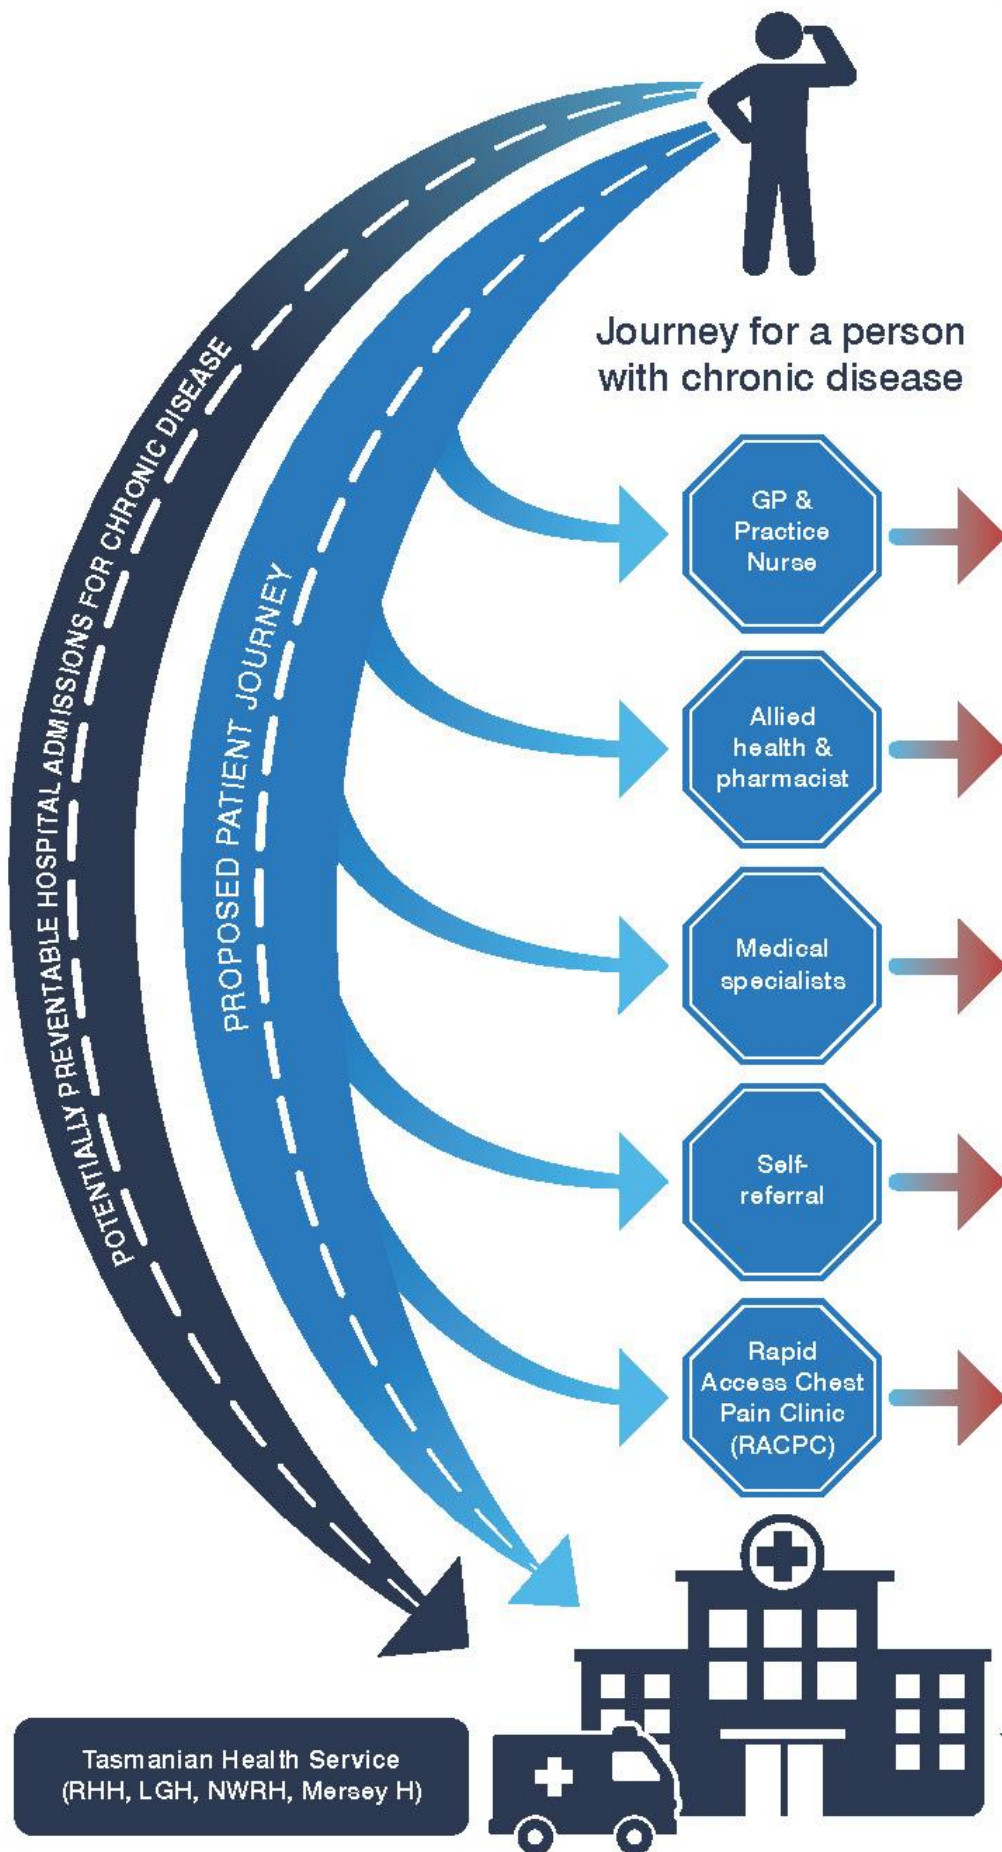 Journey for a person
with chronic disease
POTENTIALLY PREVENTABLE HOSPITAL ADMISSIONS FOR CHRONIC DISEASE
PROPOSED PATIENT JOURNEY
GP &
Practice
Nurse
Allied
health &
pharmacist
Medical
specialists
Self-
referral
Rapid
Access Chest
Pain Clinic
(RACPC)
Tasmanian Health Service
(RHH, LGH, NWRH, Mersey H)